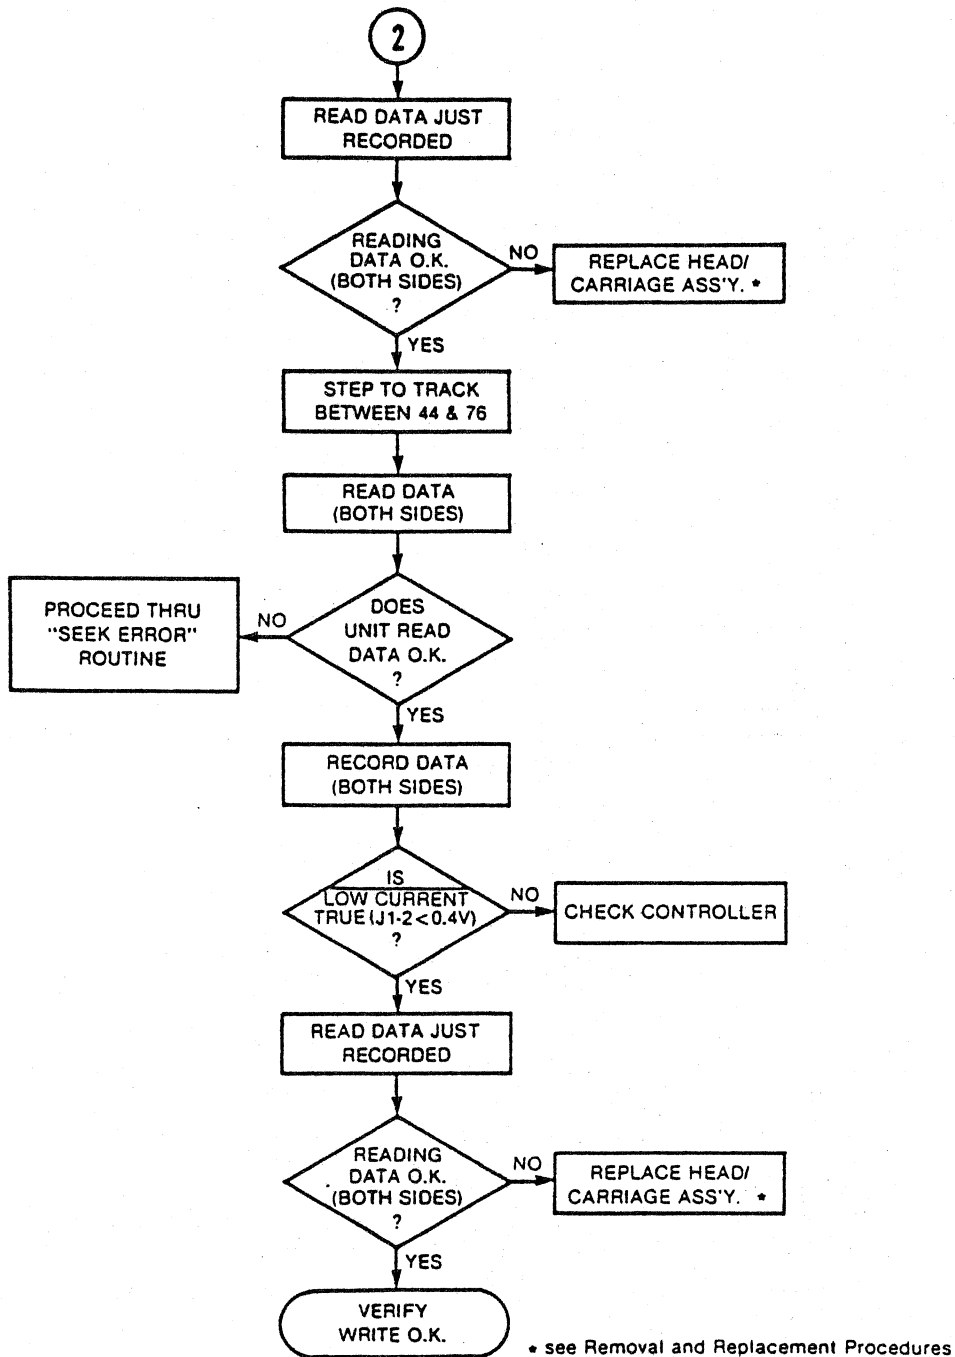 2
READ DATA JUST
RECORDED
READING
DATA O.K.
(BOTH SIDES)
?
NO
REPLACE HEAD/
CARRIAGE ASS'Y. *
YES
STEP TO TRACK
BETWEEN 44 & 76
READ DATA
(BOTH SIDES)
DOES
UNIT READ
DATA O.K.
?
NO
PROCEED THRU
"SEEK ERROR"
ROUTINE
YES
RECORD DATA
(BOTH SIDES)
IS
LOW CURRENT
TRUE (J1-2<0.4V)
?
NO
CHECK CONTROLLER
YES
READ DATA JUST
RECORDED
READING
DATA O.K.
(BOTH SIDES)
?
NO
REPLACE HEAD/
CARRIAGE ASS'Y. *
YES
VERIFY
WRITE O.K.
* see Removal and Replacement Procedures